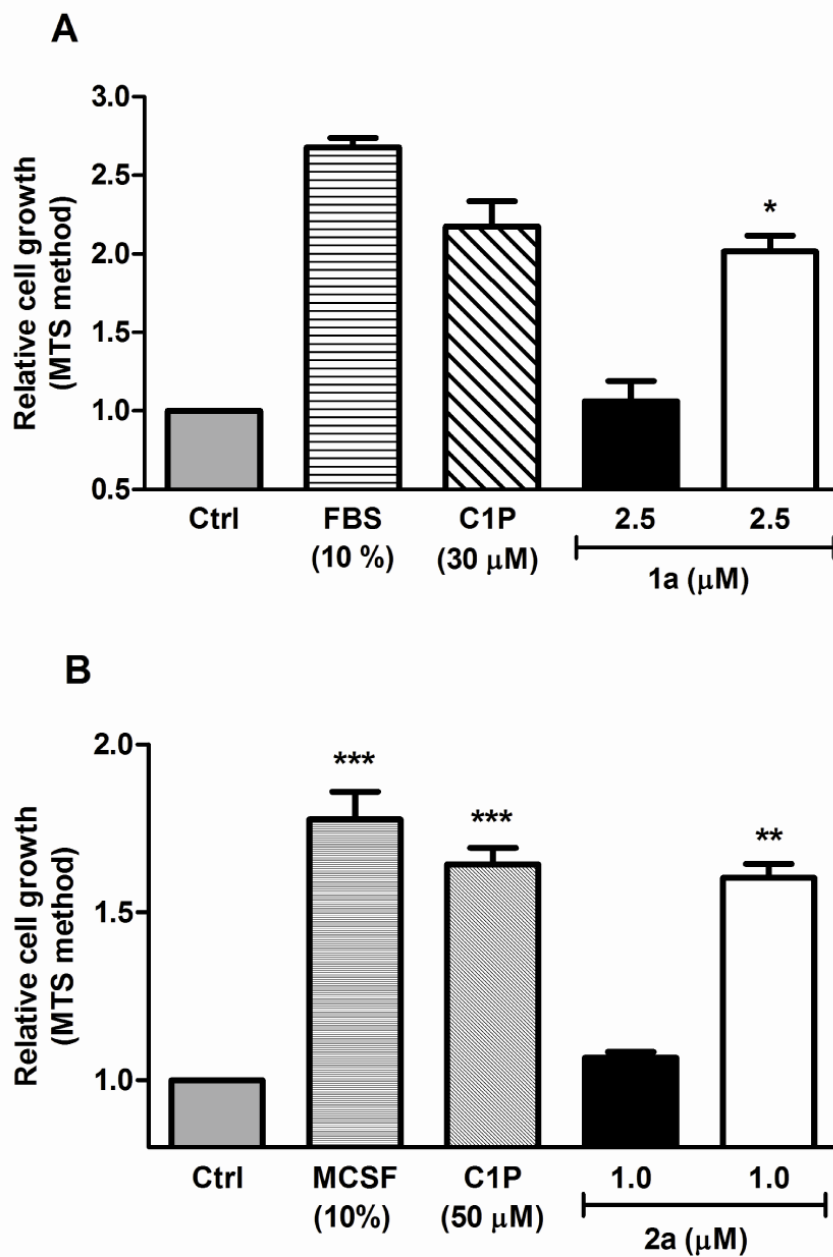 A
Relative cell growth
(MTS method)
3.0
2.5
2.0
1.5
1.0
0.5
*
Ctrl FBS C1P 2.5 2.5
(10 %) (30 μM)
1a (μM)
B
Relative cell growth
(MTS method)
2.0
1.5
1.0
*** *** **
Ctrl MCSF C1P 1.0 1.0
(10%) (50 μM)
2a (μM)